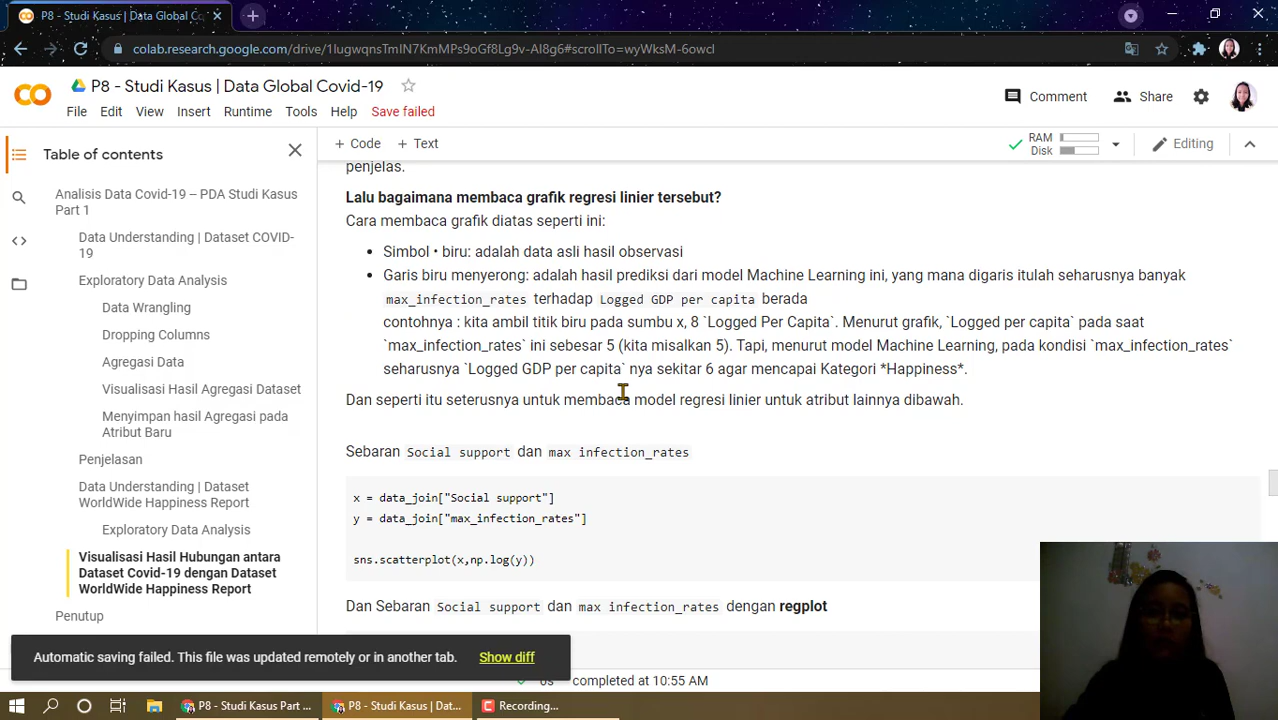 P8 - Studi Kasus | Data Global Co
colab.research.google.com/drive/1lugwqnsTmIN7KmMPs9oGf8Lg9v-AI8g6#scrollTo=wyWksM-6owcl
P8 - Studi Kasus | Data Global Covid-19
File Edit View Insert Runtime Tools Help Save failed
Comment Share
+ Code + Text
RAM
Disk
Editing
Table of contents
Analisis Data Covid-19 – PDA Studi Kasus
Part 1
Data Understanding | Dataset COVID-
19
Exploratory Data Analysis
Data Wrangling
Dropping Columns
Agregasi Data
Visualisasi Hasil Agregasi Dataset
Menyimpan hasil Agregasi pada
Atribut Baru
Penjelasan
Data Understanding | Dataset
WorldWide Happiness Report
Exploratory Data Analysis
Visualisasi Hasil Hubungan antara
Dataset Covid-19 dengan Dataset
WorldWide Happiness Report
Penutup
penjelas.
Lalu bagaimana membaca grafik regresi linier tersebut?
Cara membaca grafik diatas seperti ini:
• Simbol • biru: adalah data asli hasil observasi
• Garis biru menyerong: adalah hasil prediksi dari model Machine Learning ini, yang mana digaris itulah seharusnya banyak
max_infection_rates terhadap Logged GDP per capita berada
contohnya : kita ambil titik biru pada sumbu x, 8 `Logged Per Capita`. Menurut grafik, `Logged per capita` pada saat
`max_infection_rates` ini sebesar 5 (kita misalkan 5). Tapi, menurut model Machine Learning, pada kondisi `max_infection_rates`
seharusnya `Logged GDP per capita` nya sekitar 6 agar mencapai Kategori *Happiness*.
Dan seperti itu seterusnya untuk membaca model regresi linier untuk atribut lainnya dibawah.
Sebaran Social support dan max infection_rates
x = data_join["Social support"]
y = data_join["max_infection_rates"]
sns.scatterplot(x,np.log(y))
Dan Sebaran Social support dan max infection_rates dengan regplot
Automatic saving failed. This file was updated remotely or in another tab. Show diff
0s completed at 10:55 AM
P8 - Studi Kasus Part ...
P8 - Studi Kasus | Dat...
Recording...